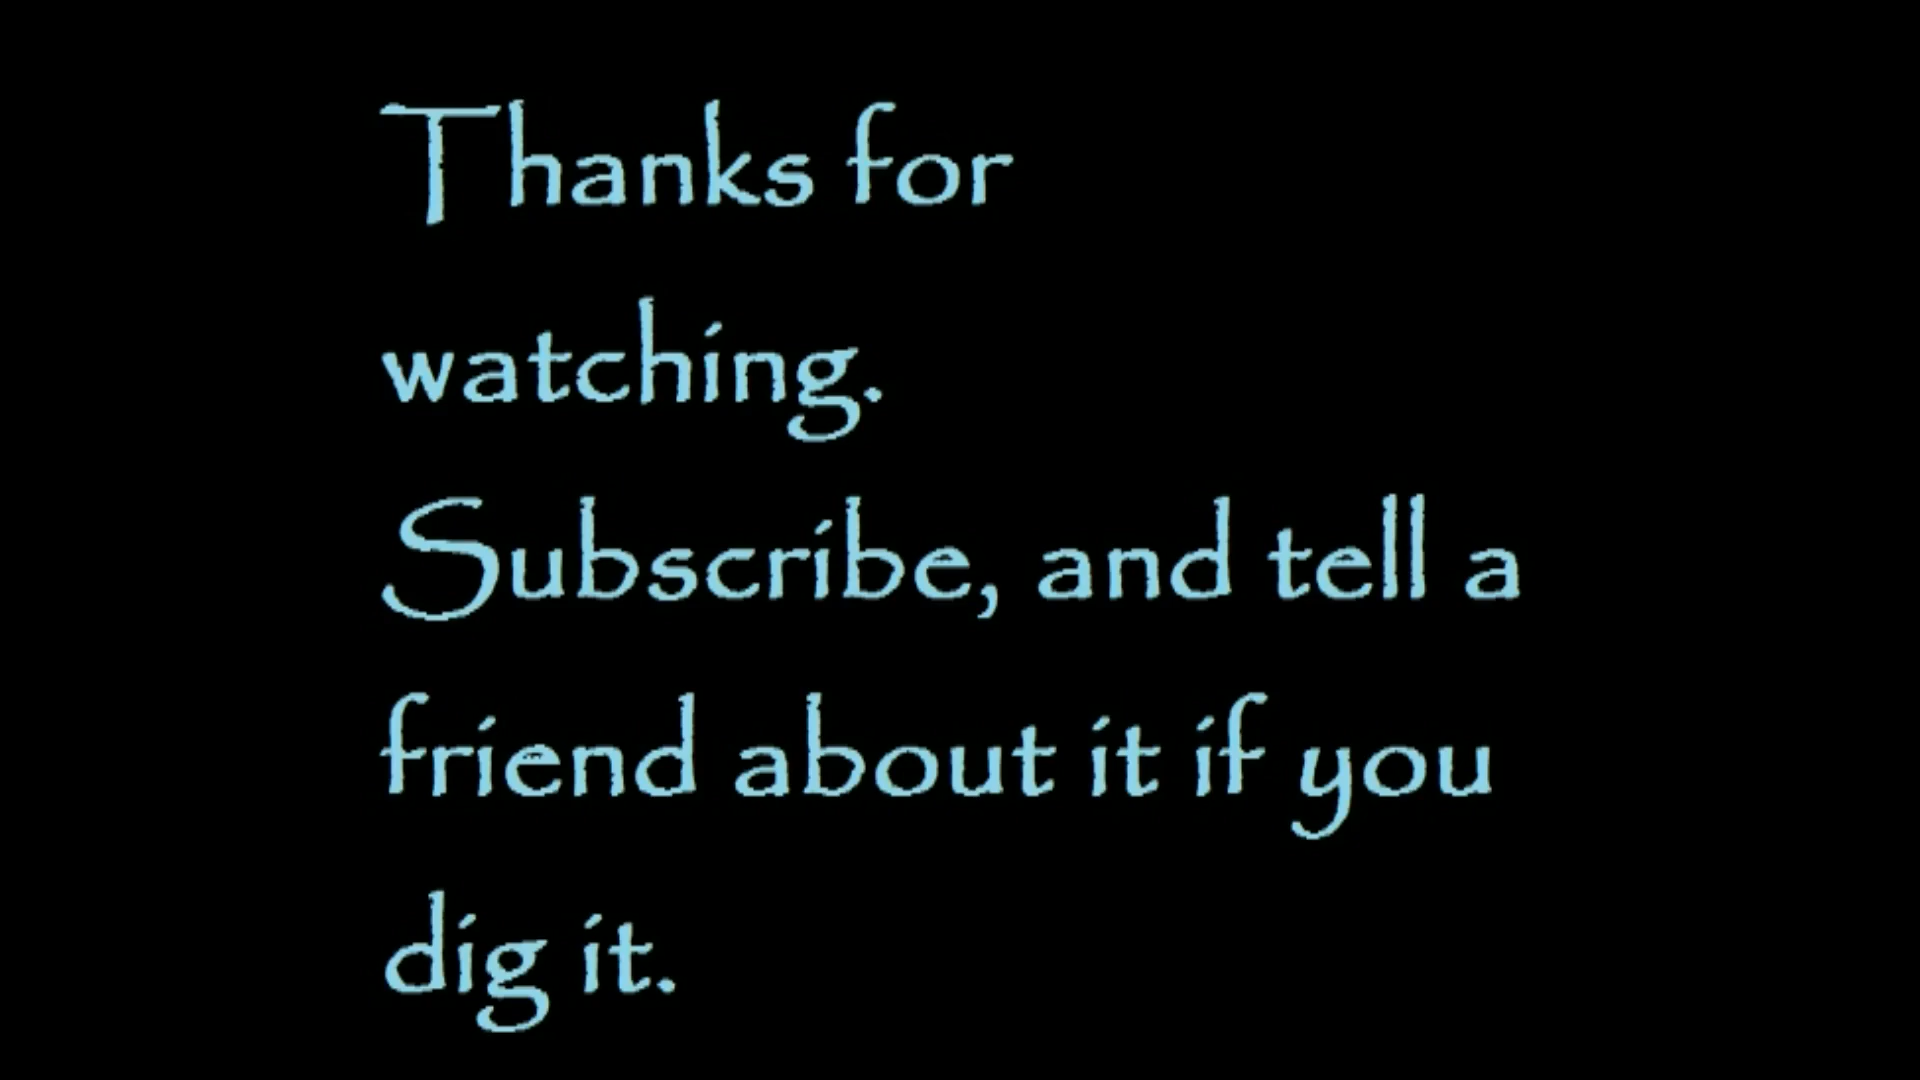 Thanks for
watching.
Subscribe, and tell a
friend about it if you
dig it.